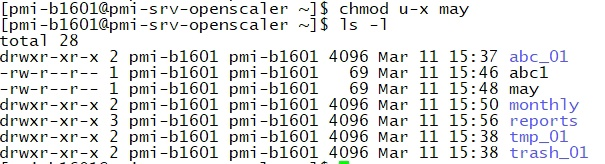 [pmi-b1601@pmi-srv-openscaler ~]$ chmod u-x may
[pmi-b1601@pmi-srv-openscaler ~]$ ls -l
total 28
drwxr-xr-x 2 pmi-b1601 pmi-b1601 4096 Mar 11 15:37 abc_01
-rw-r--r-- 1 pmi-b1601 pmi-b1601   69 Mar 11 15:46 abc1
-rw-r--r-- 1 pmi-b1601 pmi-b1601   69 Mar 11 15:48 may
drwxr-xr-x 2 pmi-b1601 pmi-b1601 4096 Mar 11 15:50 monthly
drwxr-xr-x 3 pmi-b1601 pmi-b1601 4096 Mar 11 15:56 reports
drwxr-xr-x 2 pmi-b1601 pmi-b1601 4096 Mar 11 15:38 tmp_01
drwxr-xr-x 2 pmi-b1601 pmi-b1601 4096 Mar 11 15:38 trash_01